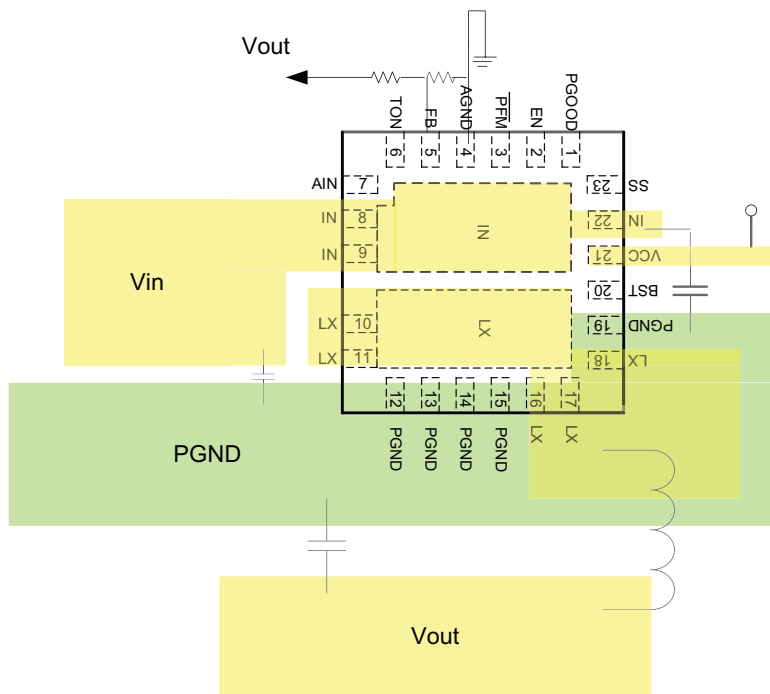 Vout
TON
FB
AGND
PFM
EN
PGOOD
6
5
4
3
2
1
AIN
7
23
SS
IN
8
22
IN
IN
9
IN
21
VCC
Vin
20
BST
LX
10
LX
19
PGND
LX
11
18
LX
12
13
14
15
16
17
PGND
PGND
PGND
PGND
PGND
LX
LX
Vout